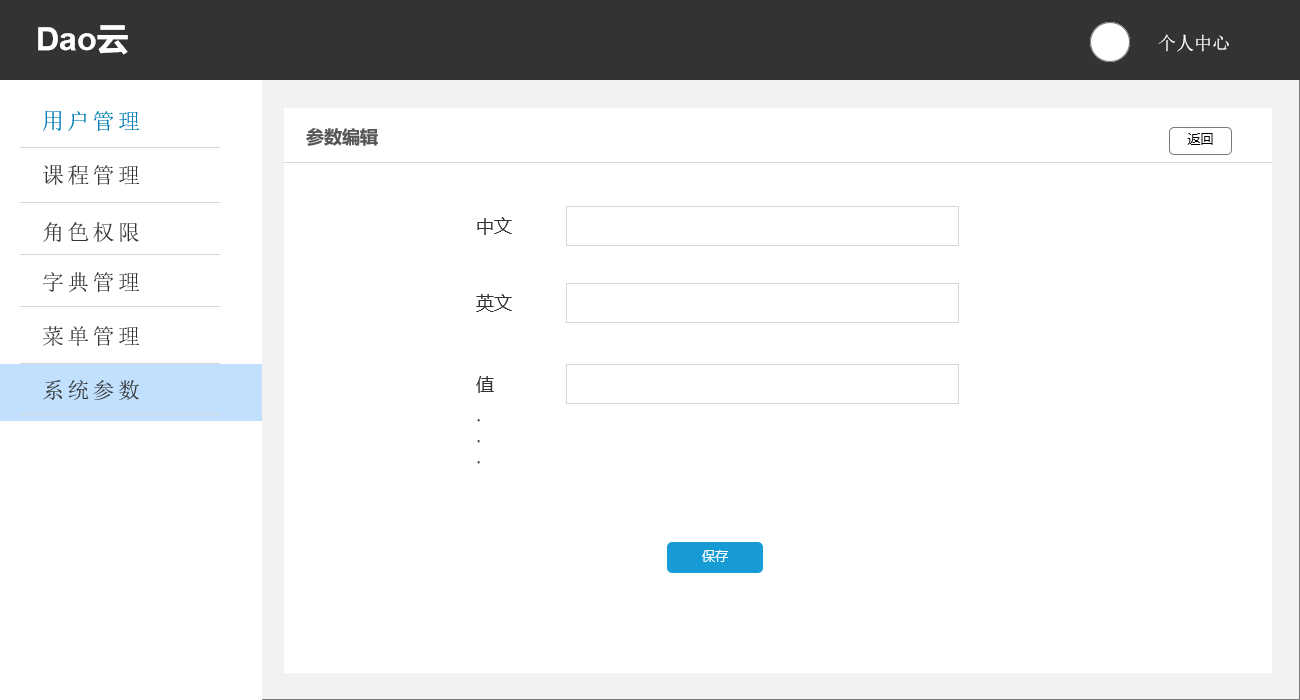 Dao云
个人中心
用户管理
课程管理
角色权限
字典管理
菜单管理
系统参数
参数编辑
返回
中文
英文
值
.
.
.
保存